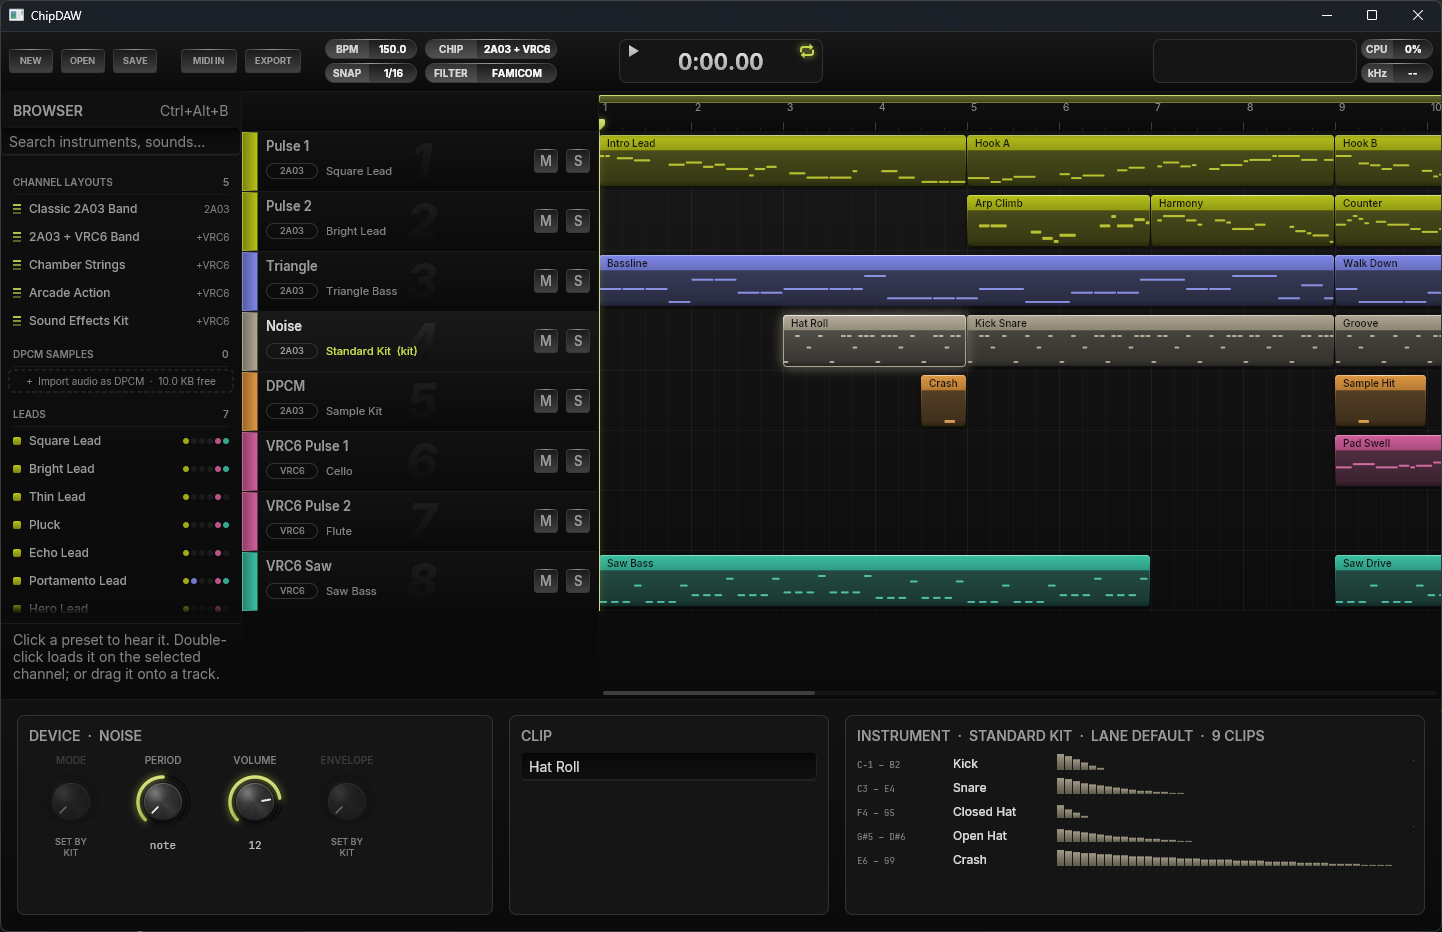 ChipDAW
NEW OPEN SAVE MIDI IN EXPORT
BPM 150.0 CHIP 2A03 + VRC6
SNAP 1/16 FILTER FAMICOM
0:00.00
CPU 0%
kHz --
BROWSER Ctrl+Alt+B
Search instruments, sounds...
CHANNEL LAYOUTS 5
Classic 2A03 Band 2A03
2A03 + VRC6 Band +VRC6
Chamber Strings +VRC6
Arcade Action +VRC6
Sound Effects Kit +VRC6
DPCM SAMPLES 0
+ Import audio as DPCM · 10.0 KB free
LEADS 7
Square Lead
Bright Lead
Thin Lead
Pluck
Echo Lead
Portamento Lead
Hero Lead
Click a preset to hear it. Double-
click loads it on the selected
channel; or drag it onto a track.
Pulse 1 1
2A03 Square Lead M S
Pulse 2 2
2A03 Bright Lead M S
Triangle 3
2A03 Triangle Bass M S
Noise 4
2A03 Standard Kit (kit) M S
DPCM 5
2A03 Sample Kit M S
VRC6 Pulse 1 6
VRC6 Cello M S
VRC6 Pulse 2 7
VRC6 Flute M S
VRC6 Saw 8
VRC6 Saw Bass M S
1 2 3 4 5 6 7 8 9 10
Intro Lead Hook A Hook B
Arp Climb Harmony Counter
Bassline Walk Down
Hat Roll Kick Snare Groove
Crash Sample Hit
Pad Swell
Saw Bass Saw Drive
DEVICE · NOISE
MODE PERIOD VOLUME ENVELOPE
SET BY KIT note 12 SET BY KIT
CLIP
Hat Roll
INSTRUMENT · STANDARD KIT · LANE DEFAULT · 9 CLIPS
C-1 – B2 Kick
C3 – E4 Snare
F4 – G5 Closed Hat
G#5 – D#6 Open Hat
E6 – G9 Crash